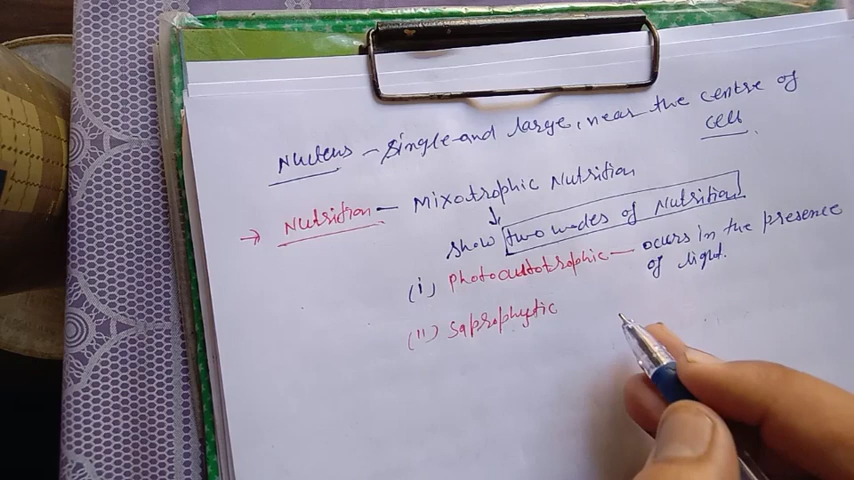 Nucleus - single and large, near the centre of
cell.
→ Nutrition - Mixotrophic Nutrition
↓
show two modes of Nutrition
(i) Photoautotrophic - occurs in the presence
of light.
(ii) Saprophytic